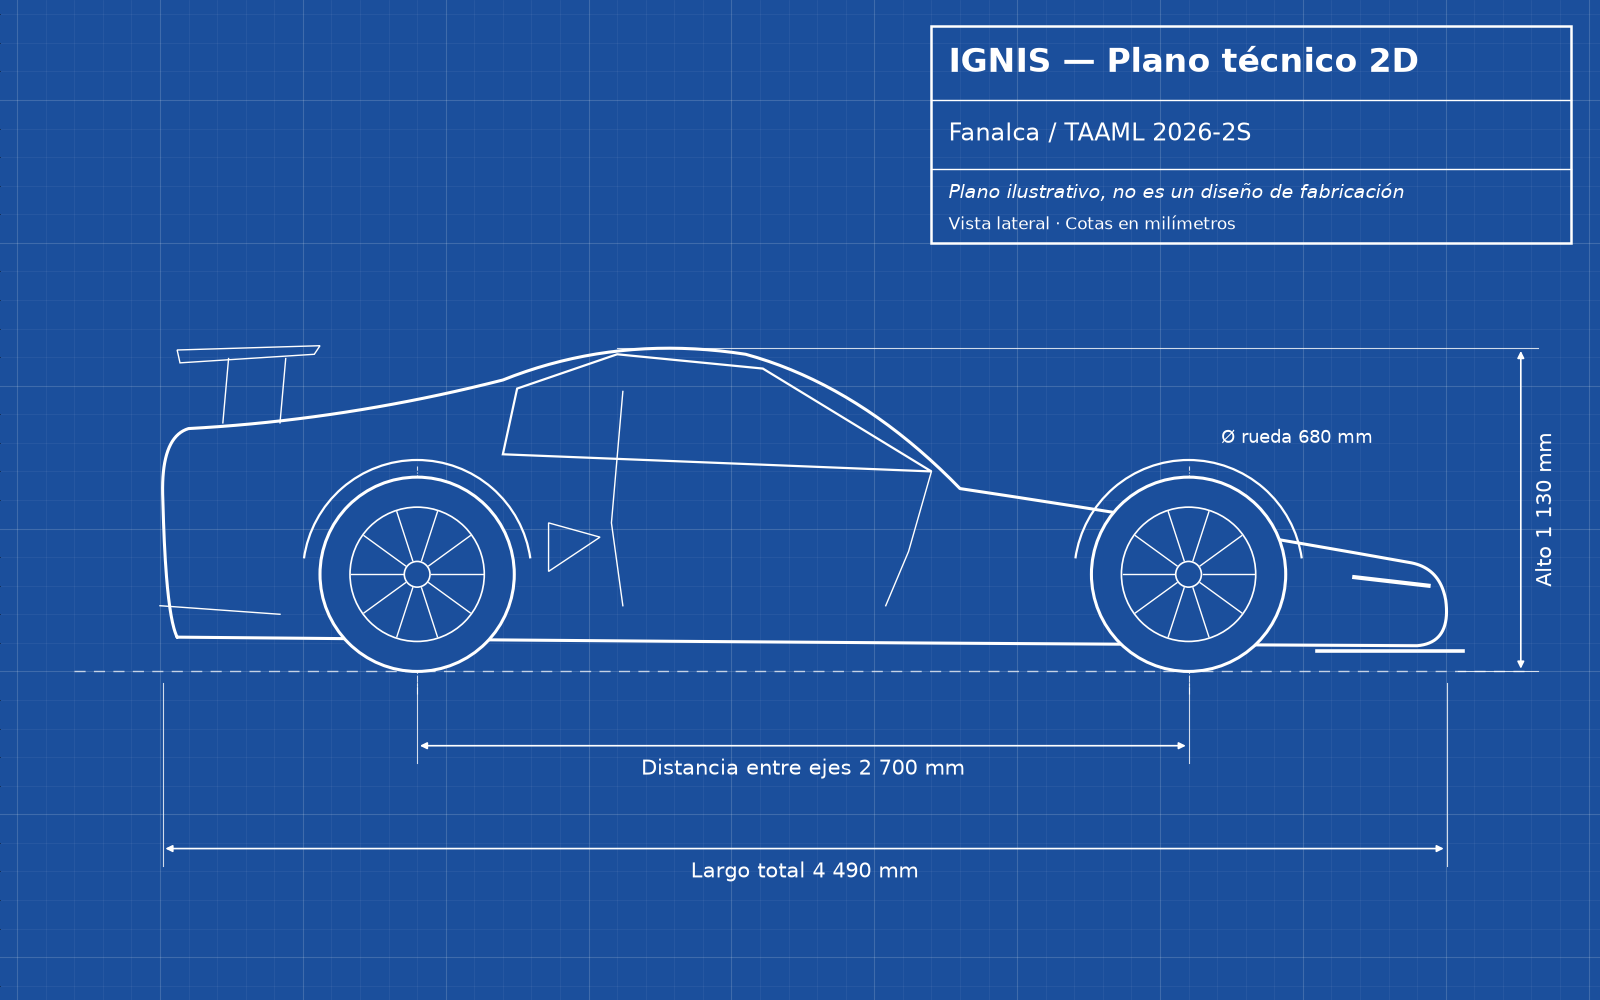 IGNIS — Plano técnico 2D
Fanalca / TAAML 2026-2S
Plano ilustrativo, no es un diseño de fabricación
Vista lateral · Cotas en milímetros
Ø rueda 680 mm
Alto 1 130 mm
Distancia entre ejes 2 700 mm
Largo total 4 490 mm